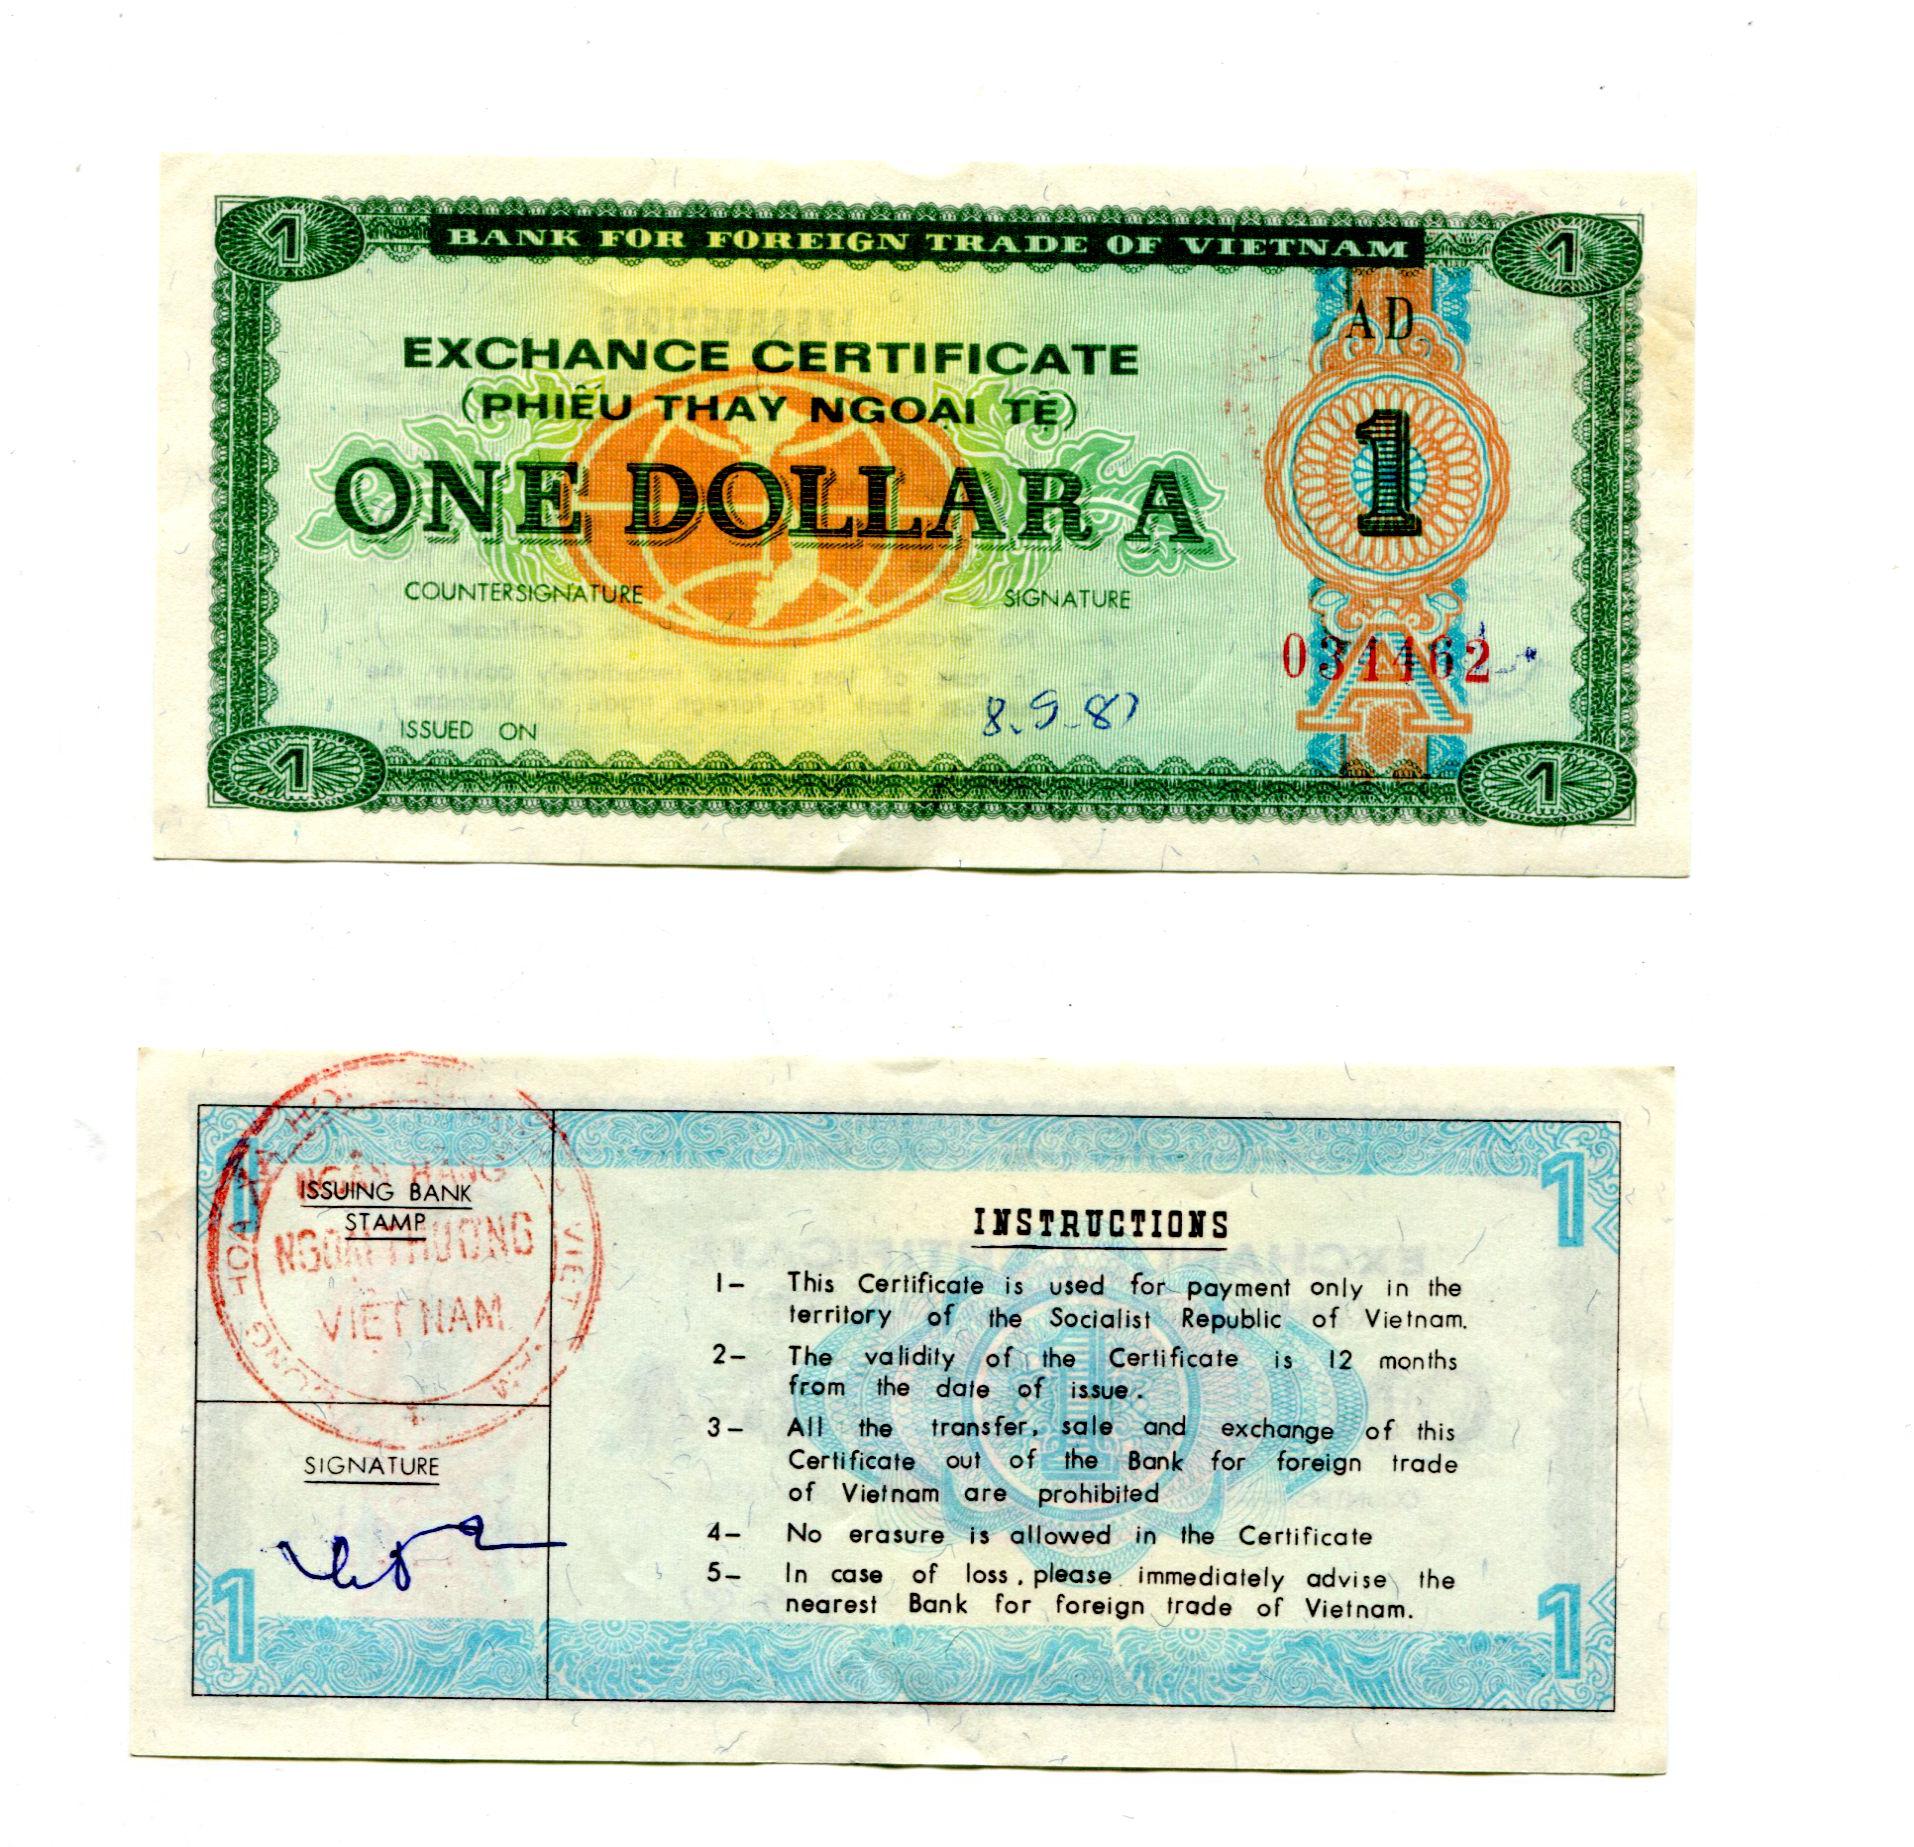 1 BANK FOR FOREIGN TRADE OF VIETNAM 1
AD
EXCHANCE CERTIFICATE
(PHIẾU THAY NGOẠI TỆ)
ONE DOLLAR A
1
COUNTERSIGNATURE SIGNATURE
A
8.9.87
ISSUED ON
1 1
1
NGÂN HÀNG
NGOẠI THƯƠNG
VIỆT NAM
ISSUING BANK
STAMP
SIGNATURE
1
INSTRUCTIONS
1- This Certificate is used for payment only in the
territory of the Socialist Republic of Vietnam.
2- The validity of the Certificate is 12 months
from the date of issue.
3- All the transfer, sale and exchange of this
Certificate out of the Bank for foreign trade
of Vietnam are prohibited
4- No erasure is allowed in the Certificate
5- In case of loss, please immediately advise the
nearest Bank for foreign trade of Vietnam.
1
1